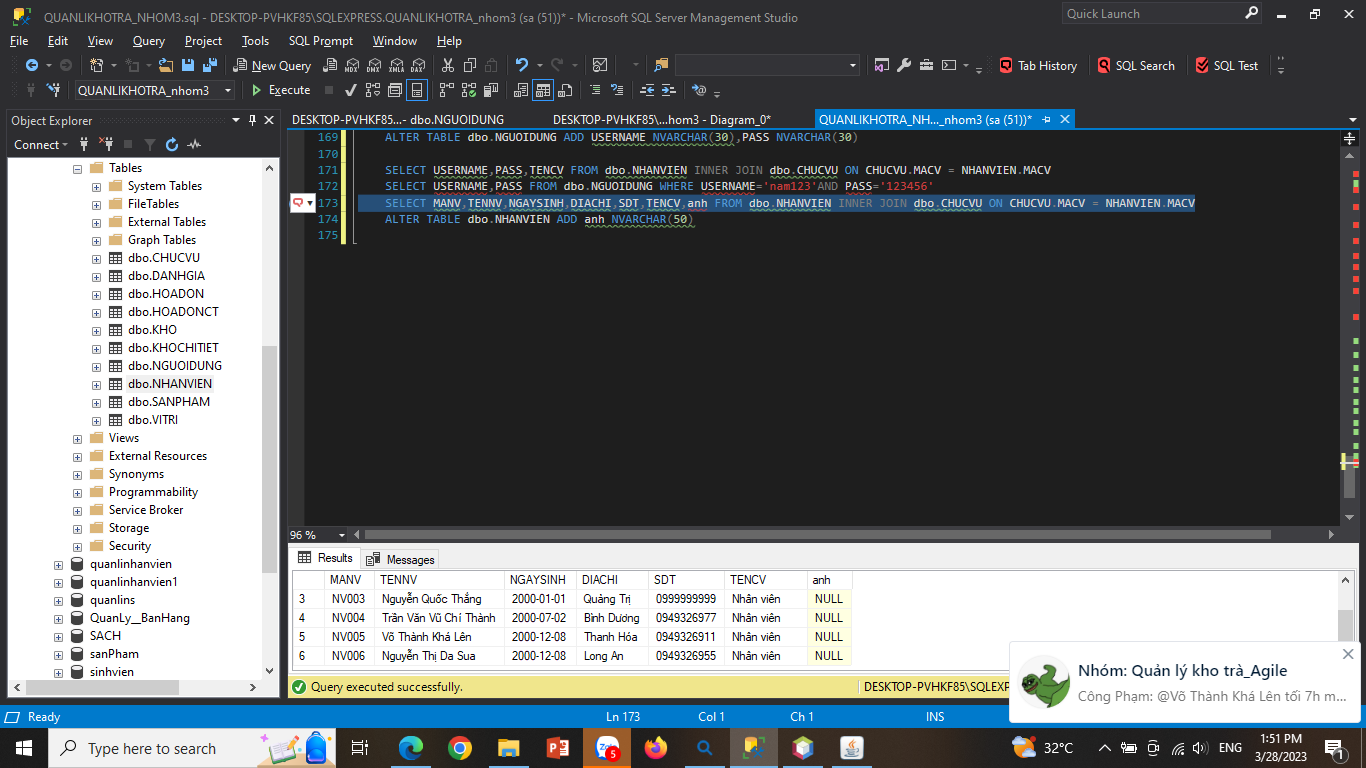 QUANLIKHOTRA_NHOM3.sql - DESKTOP-PVHKF85\SQLEXPRESS.QUANLIKHOTRA_nhom3 (sa (51))* - Microsoft SQL Server Management Studio
Quick Launch
File Edit View Query Project Tools SQL Prompt Window Help
New Query MDX DMX XMLA DAX Tab History SQL Search SQL Test
QUANLIKHOTRA_nhom3 Execute
Object Explorer
DESKTOP-PVHKF85...- dbo.NGUOIDUNG DESKTOP-PVHKF85\...hom3 - Diagram_0* QUANLIKHOTRA_NH..._nhom3 (sa (51))*
Connect
Tables
System Tables
FileTables
External Tables
Graph Tables
dbo.CHUCVU
dbo.DANHGIA
dbo.HOADON
dbo.HOADONCT
dbo.KHO
dbo.KHOCHITIET
dbo.NGUOIDUNG
dbo.NHANVIEN
dbo.SANPHAM
dbo.VITRI
Views
External Resources
Synonyms
Programmability
Service Broker
Storage
Security
quanlinhanvien
quanlinhanvien1
quanlins
QuanLy__BanHang
SACH
sanPham
sinhvien
169 ALTER TABLE dbo.NGUOIDUNG ADD USERNAME NVARCHAR(30),PASS NVARCHAR(30)
170
171 SELECT USERNAME,PASS,TENCV FROM dbo.NHANVIEN INNER JOIN dbo.CHUCVU ON CHUCVU.MACV = NHANVIEN.MACV
172 SELECT USERNAME,PASS FROM dbo.NGUOIDUNG WHERE USERNAME='nam123'AND PASS='123456'
173 SELECT MANV,TENNV,NGAYSINH,DIACHI,SDT,TENCV,anh FROM dbo.NHANVIEN INNER JOIN dbo.CHUCVU ON CHUCVU.MACV = NHANVIEN.MACV
174 ALTER TABLE dbo.NHANVIEN ADD anh NVARCHAR(50)
175
96 %
Results Messages
MANV TENNV NGAYSINH DIACHI SDT TENCV anh
3 NV003 Nguyễn Quốc Thắng 2000-01-01 Quảng Trị 0999999999 Nhân viên NULL
4 NV004 Trần Văn Vũ Chí Thành 2000-07-02 Bình Dương 0949326977 Nhân viên NULL
5 NV005 Võ Thành Khá Lên 2000-12-08 Thanh Hóa 0949326911 Nhân viên NULL
6 NV006 Nguyễn Thị Da Sua 2000-12-08 Long An 0949326955 Nhân viên NULL
Query executed successfully. DESKTOP-PVHKF85\SQLEXP
Nhóm: Quản lý kho trà_Agile
Công Phạm: @Võ Thành Khá Lên tối 7h m...
Ready Ln 173 Col 1 Ch 1 INS
Type here to search
5
32°C
ENG
1:51 PM
3/28/2023
1